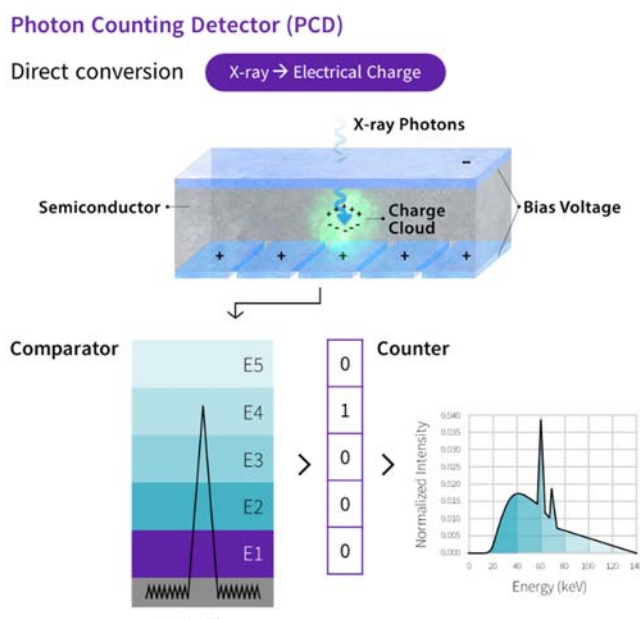 Photon Counting Detector (PCD)
Direct conversion
X-ray → Electrical Charge
X-ray Photons
-
Semiconductor
Charge
Cloud
Bias Voltage
+ + + + +
Comparator
Counter
E5
E4
E3
E2
E1
0
1
0
0
0
Normalized Intensity
0.040
0.035
0.030
0.025
0.020
0.015
0.010
0.005
0.000
0 20 40 60 80 100 120 14
Energy (keV)